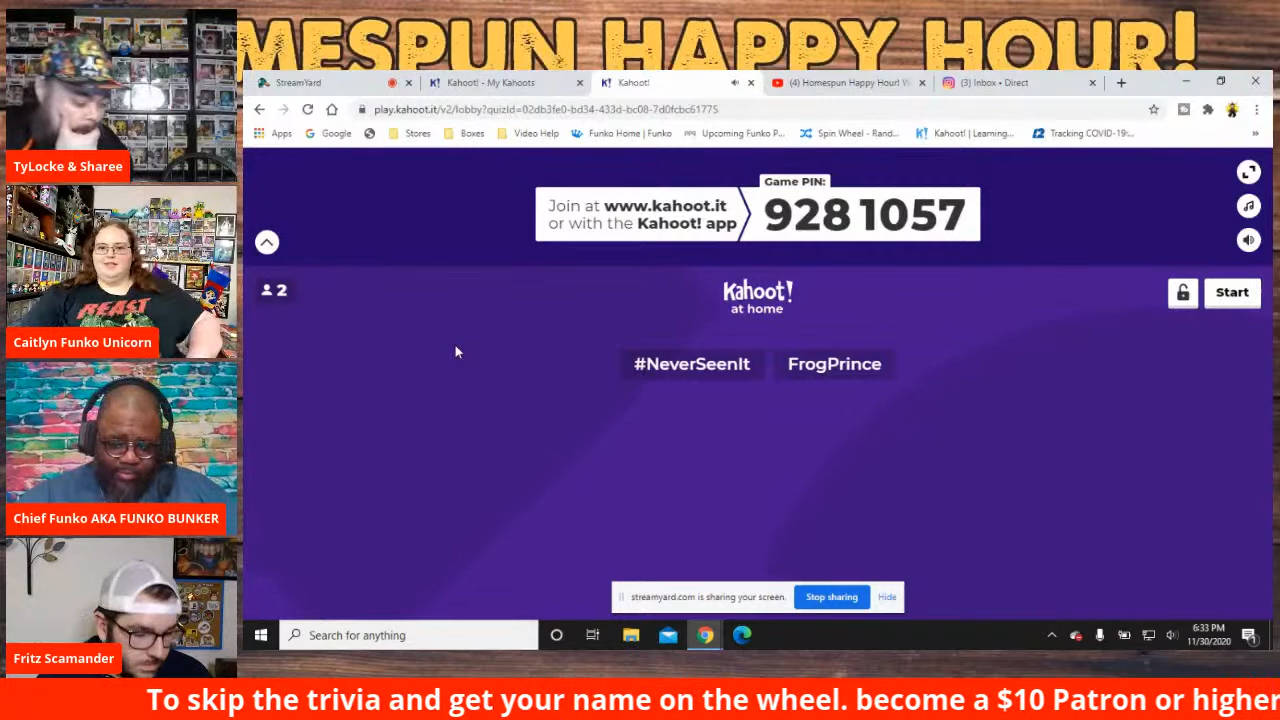 MESPUN HAPPY HOUR!
StreamYard
Kahoot! - My Kahoots
Kahoot!
(4) Homespun Happy Hour! W
(3) Inbox • Direct
play.kahoot.it/v2/lobby?quizId=02db3fe0-bd34-433d-bc08-7d0fcbc61775
Apps
Google
Stores
Boxes
Video Help
Funko Home | Funko
Upcoming Funko P...
Spin Wheel - Rand...
Kahoot! | Learning...
Tracking COVID-19:...
TyLocke & Sharee
Game PIN:
Join at www.kahoot.it
or with the Kahoot! app
928 1057
2
Kahoot!
at home
Start
#NeverSeenIt
FrogPrince
BEAST
Caitlyn Funko Unicorn
Chief Funko AKA FUNKO BUNKER
streamyard.com is sharing your screen.
Stop sharing
Hide
Search for anything
6:33 PM
11/30/2020
Fritz Scamander
To skip the trivia and get your name on the wheel. become a $10 Patron or higher